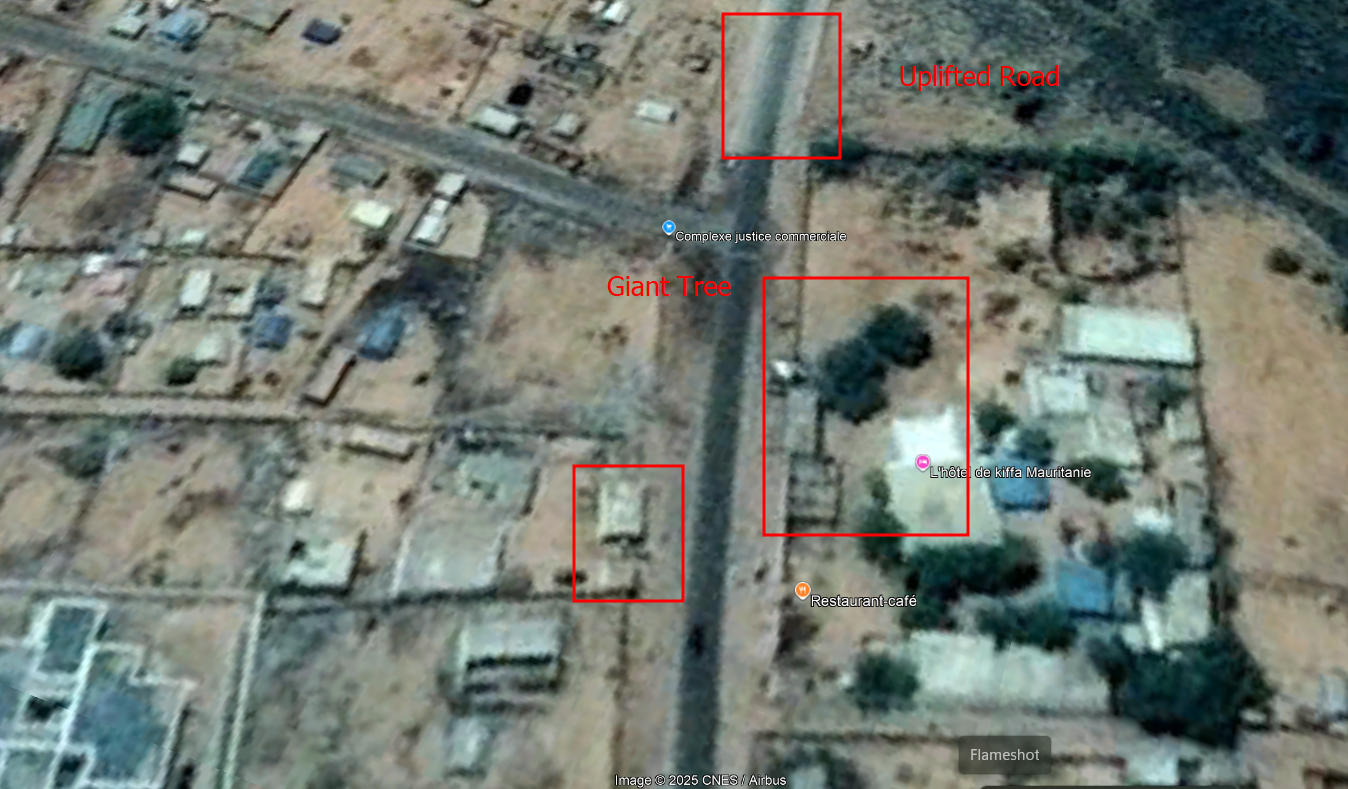 Uplifted Road
Complexe justice commerciale
Giant Tree
L'hôtel de kiffa Mauritanie
Restaurant-café
Flameshot
Image © 2025 CNES / Airbus